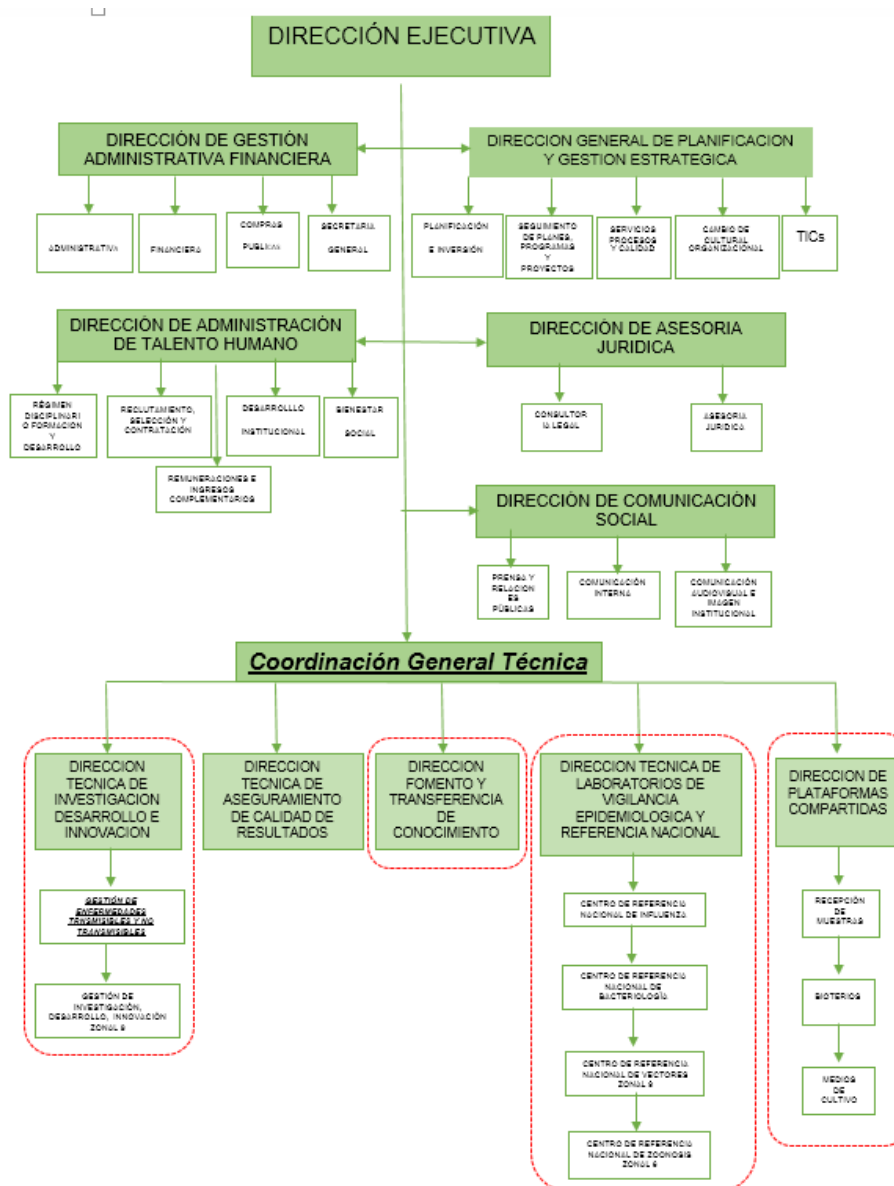 DIRECCIÓN EJECUTIVA
DIRECCIÓN DE GESTIÓN
ADMINISTRATIVA FINANCIERA
DIRECCION GENERAL DE PLANIFICACION
Y GESTION ESTRATEGICA
ADMINISTRATIVA
FINANCIERA
COMPRAS
PUBLICAS
SECRETARIA
GENERAL
PLANIFICACIÓN
E INVERSIÓN
SEGUIMIENTO
DE PLANES,
PROGRAMAS
Y
PROYECTOS
SERVICIOS
PROCESOS
Y CALIDAD
CAMBIO DE
CULTURAL
ORGANIZACIONAL
TICs
DIRECCIÓN DE ADMINISTRACIÓN
DE TALENTO HUMANO
DIRECCIÓN DE ASESORIA
JURIDICA
RÉGIMEN
DISCIPLINARI
O FORMACION
Y
DESARROLLO
RECLUTAMIENTO,
SELECCIÓN Y
CONTRATACIÓN
DESARROLLLO
INSTITUCIONAL
BIENESTAR
SOCIAL
REMUNERACIONES E
INGRESOS
COMPLEMENTARIOS
CONSULTOR
IA LEGAL
ASESORIA
JURIDICA
DIRECCIÓN DE COMUNICACIÓN
SOCIAL
PRENSA Y
RELACION
ES
PÚBLICAS
COMUNICACIÓN
INTERNA
COMUNICACIÓN
AUDIOVISUAL E
IMAGEN
INSTITUCIONAL
Coordinación General Técnica
DIRECCION
TECNICA DE
INVESTIGACION
DESARROLLO E
INNOVACION
DIRECCION
TECNICA DE
ASEGURAMIENTO
DE CALIDAD DE
RESULTADOS
DIRECCION
FOMENTO Y
TRANSFERENCIA
DE
CONOCIMIENTO
DIRECCION TECNICA DE
LABORATORIOS DE
VIGILANCIA
EPIDEMIOLOGICA Y
REFERENCIA NACIONAL
DIRECCION DE
PLATAFORMAS
COMPARTIDAS
GESTIÓN DE
ENFERMEDADES
TRNSMISIBLES Y NO
TRANSMISIBLES
GESTIÓN DE
INVESTIGACIÓN,
DESARROLLO, INNOVACIÓN
ZONAL 9
CENTRO DE REFERENCIA
NACIONAL DE INFLUENZA
CENTRO DE REFERENCIA
NACIONAL DE
BACTERIOLOGÍA
CENTRO DE REFERENCIA
NACIONAL DE VECTORES
ZONAL 9
CENTRO DE REFERENCIA
NACIONAL DE ZOONOSIS
ZONAL 6
RECEPCIÓN
DE
MUESTRAS
BIOTERIOS
MEDIOS
DE
CULTIVO